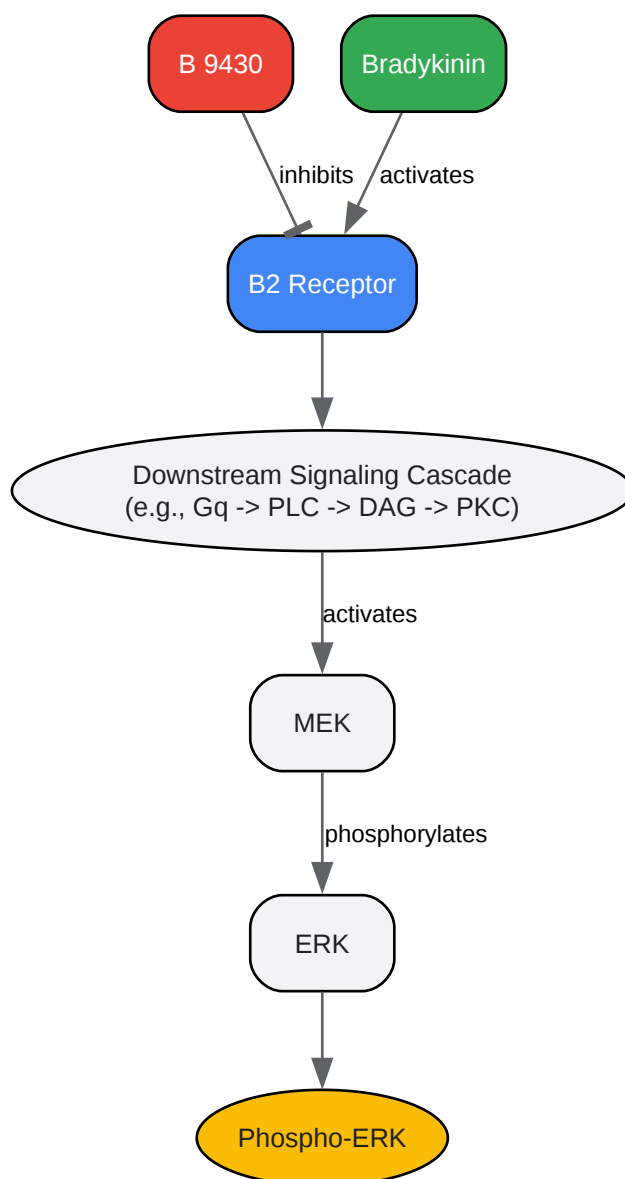 B 9430
Bradykinin
inhibits
activates
B2 Receptor
Downstream Signaling Cascade
(e.g., Gq -> PLC -> DAG -> PKC)
activates
MEK
phosphorylates
ERK
Phospho-ERK